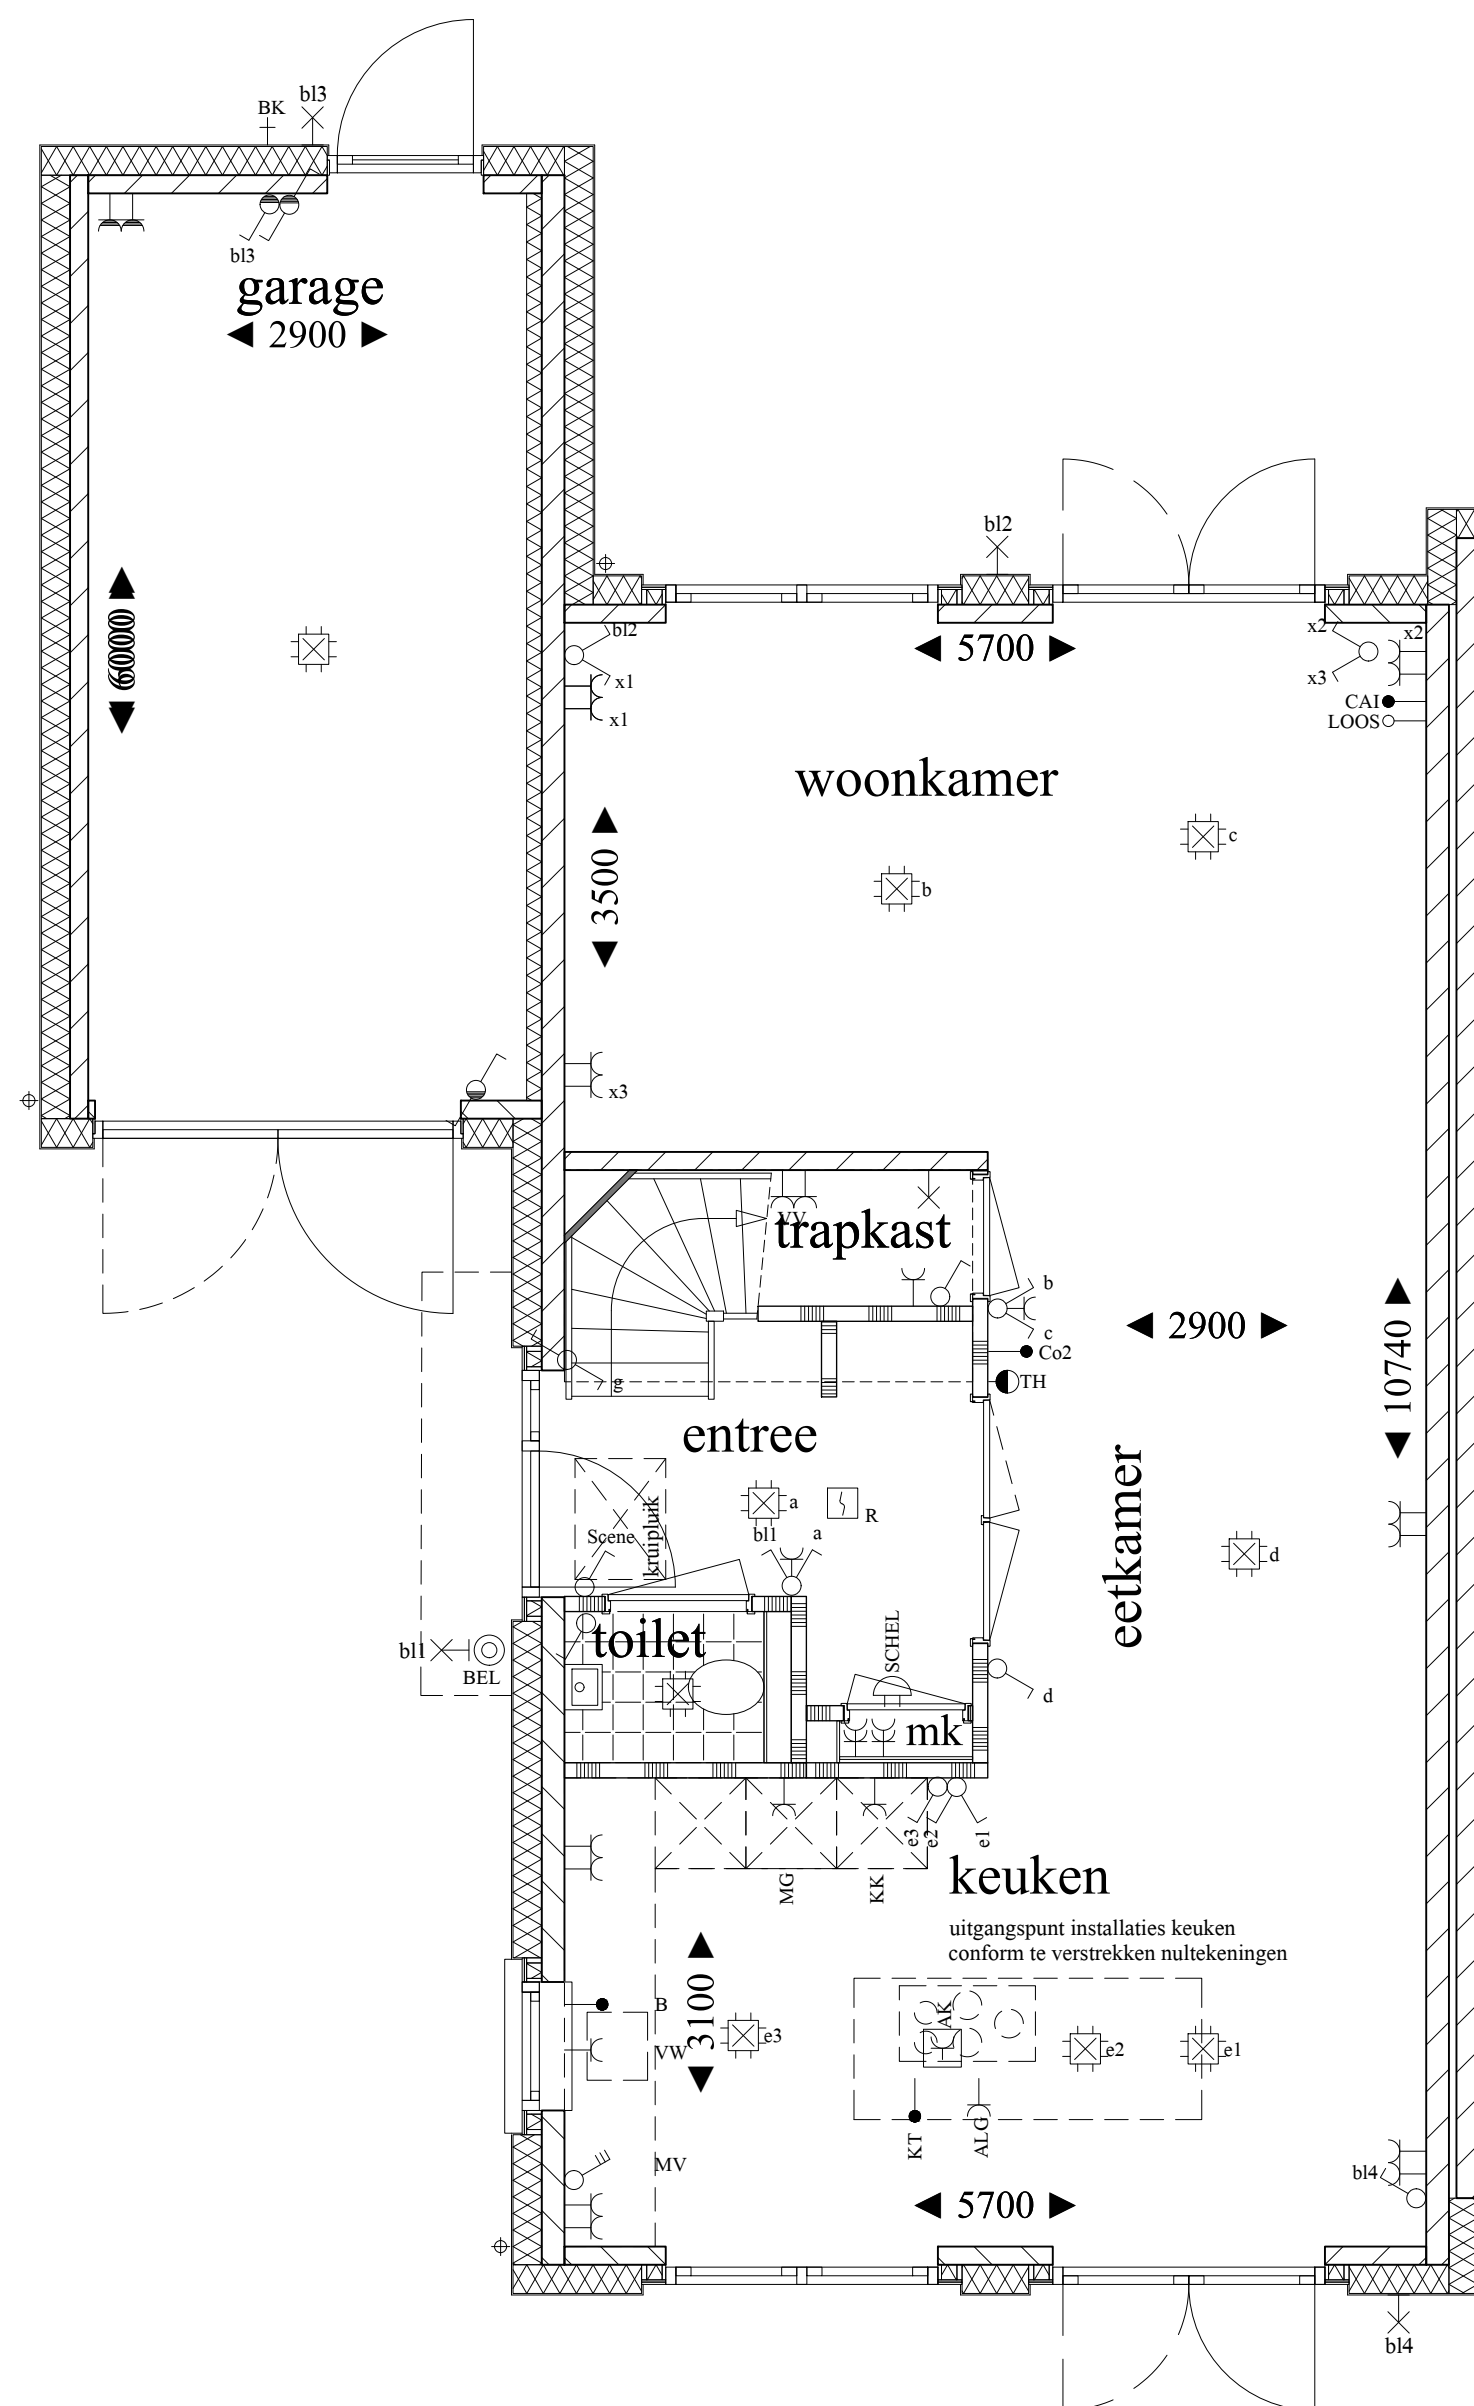 bl3
BK
bl3
garage
2900
bl2
bl2
x1
x1
5700
x2
x2
x3
CAI
LOOS
6000
woonkamer
c
b
3500
x3
VV
trapkast
b
c
Co2
TH
g
2900
10740
entree
a
R
Scene
kruipluik
bl1
a
eetkamer
d
toilet
SCHEL
bl1
BEL
d
mk
e3
e2
e1
MG
KK
keuken
uitgangspunt installaties keuken
conform te verstrekken nultekeningen
B
VW
3100
e3
AK
e2
e1
KT
ALG
MV
bl4
5700
bl4